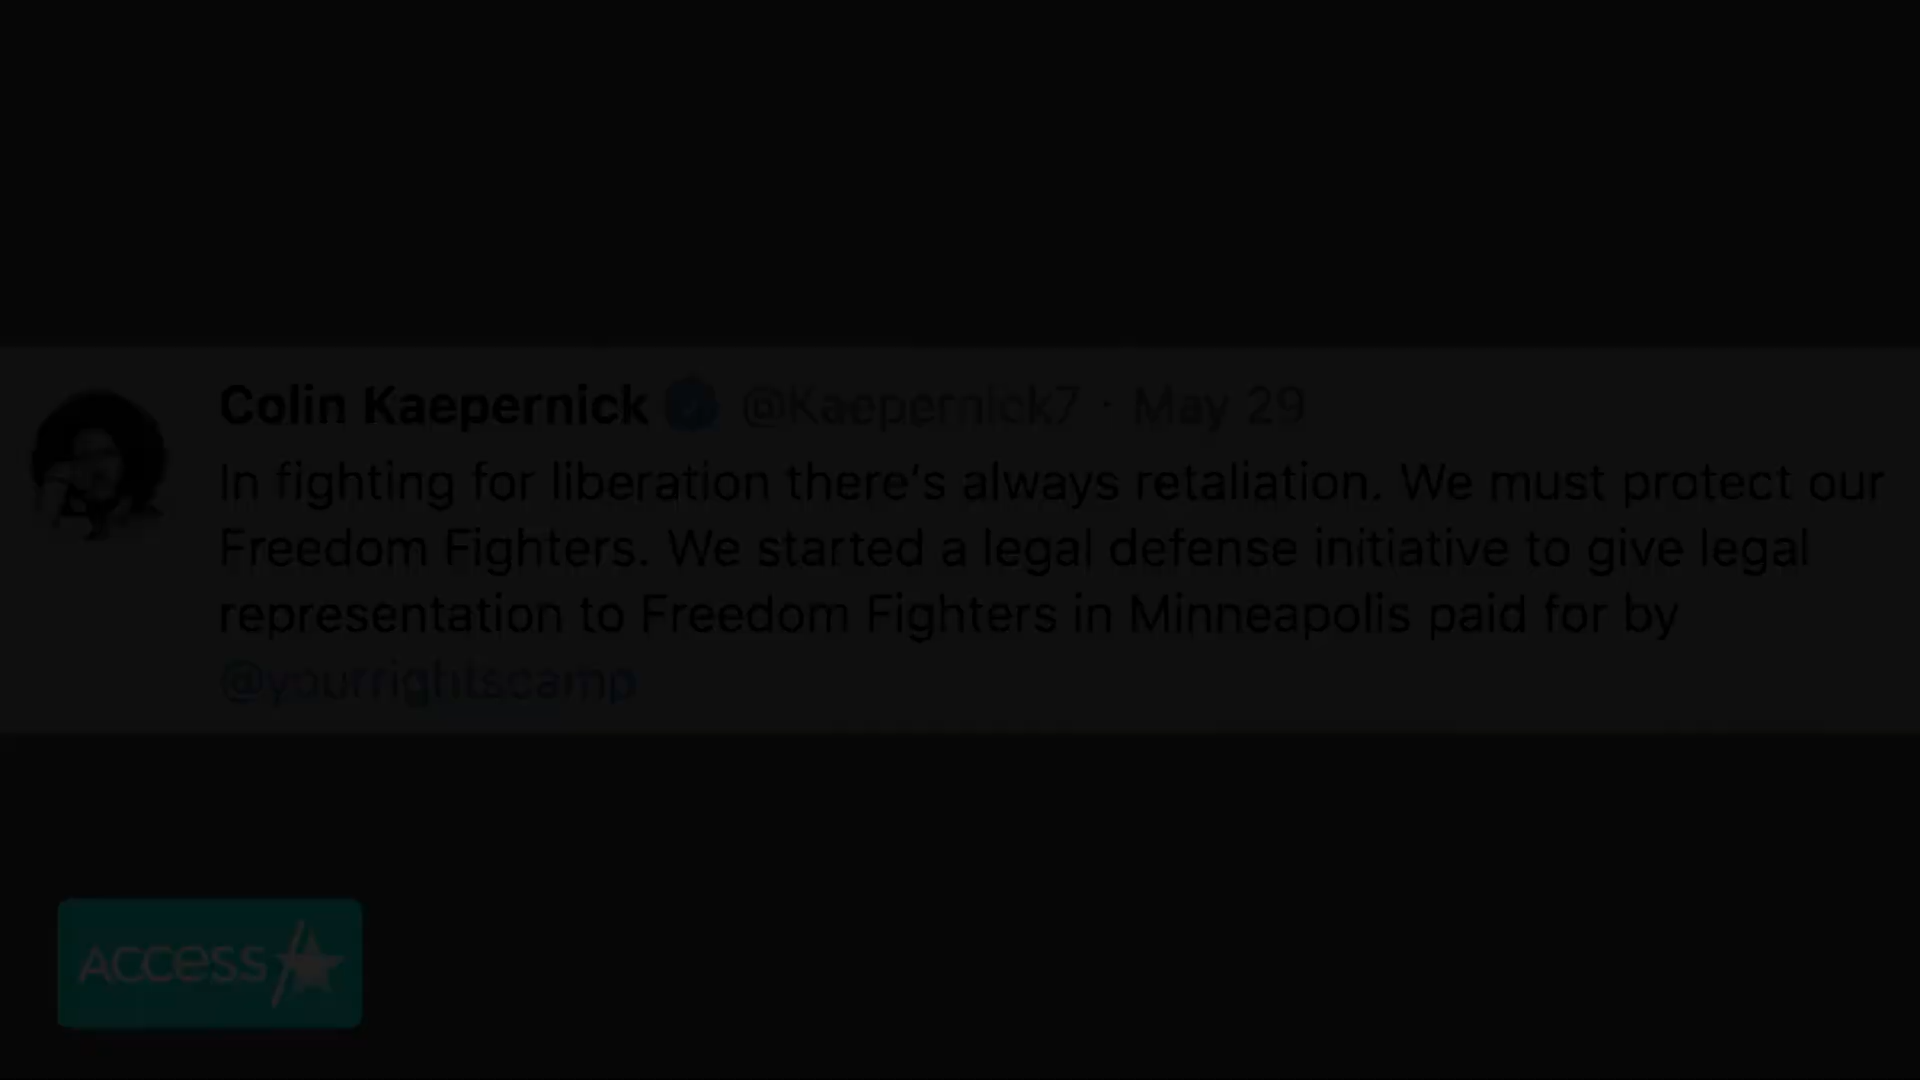 Colin Kaepernick @Kaepernick7 · May 29
In fighting for liberation there's always retaliation. We must protect our
Freedom Fighters. We started a legal defense initiative to give legal
representation to Freedom Fighters in Minneapolis paid for by
@yourrightscamp
ACCESS